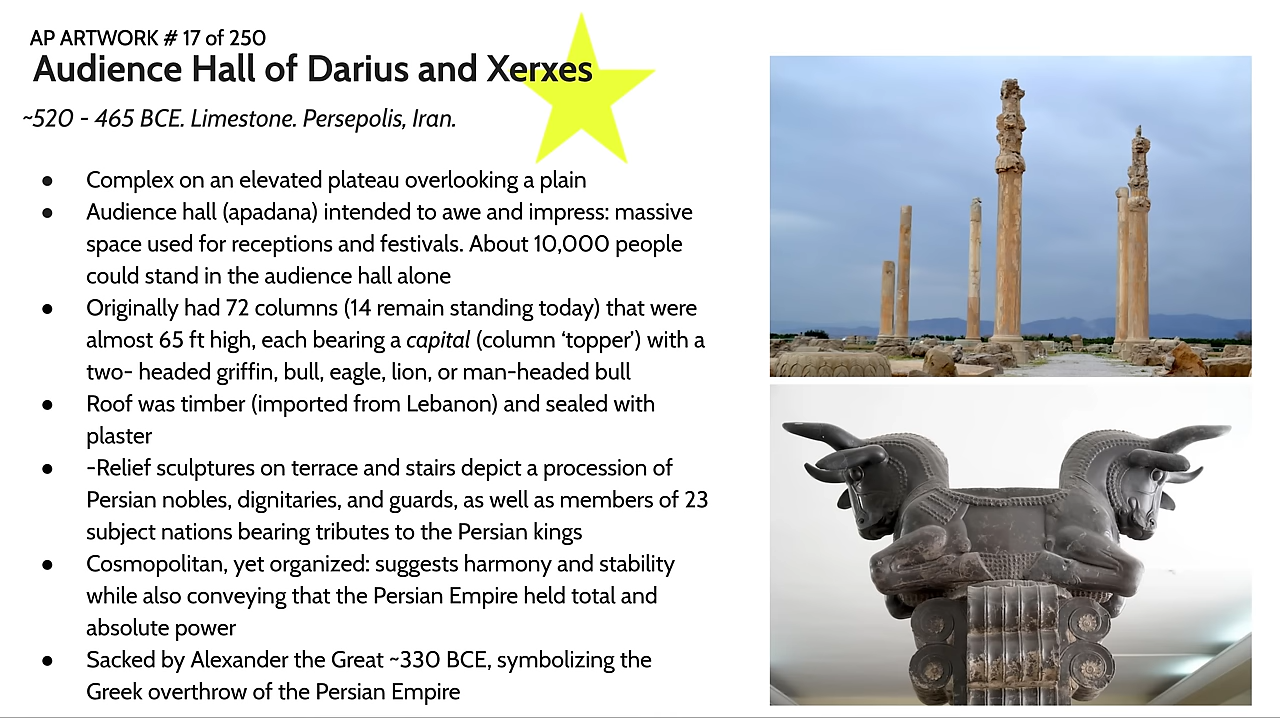 AP ARTWORK # 17 of 250
Audience Hall of Darius and Xerxes
~520 - 465 BCE. Limestone. Persepolis, Iran.
● Complex on an elevated plateau overlooking a plain
● Audience hall (apadana) intended to awe and impress: massive
space used for receptions and festivals. About 10,000 people
could stand in the audience hall alone
● Originally had 72 columns (14 remain standing today) that were
almost 65 ft high, each bearing a capital (column ‘topper’) with a
two- headed griffin, bull, eagle, lion, or man-headed bull
● Roof was timber (imported from Lebanon) and sealed with
plaster
● -Relief sculptures on terrace and stairs depict a procession of
Persian nobles, dignitaries, and guards, as well as members of 23
subject nations bearing tributes to the Persian kings
● Cosmopolitan, yet organized: suggests harmony and stability
while also conveying that the Persian Empire held total and
absolute power
● Sacked by Alexander the Great ~330 BCE, symbolizing the
Greek overthrow of the Persian Empire